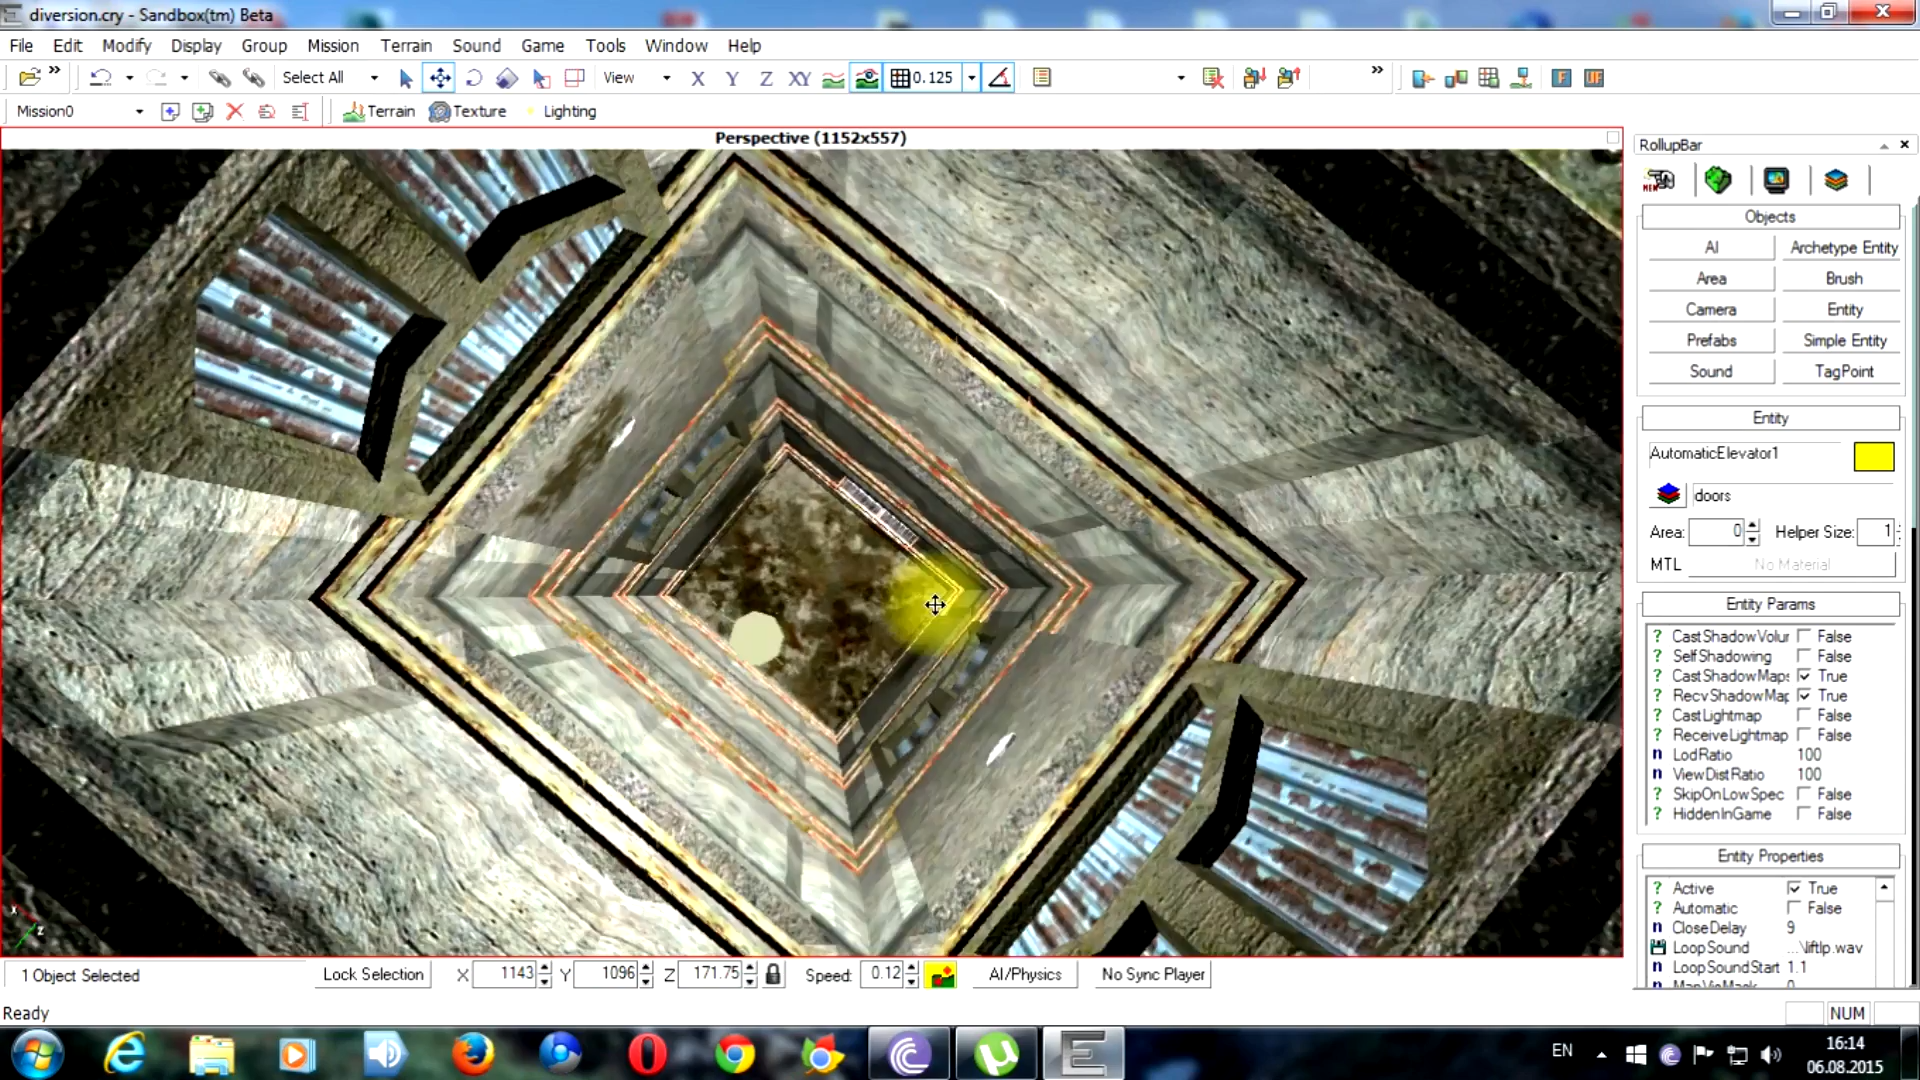 diversion.cry - Sandbox(tm) Beta
File Edit Modify Display Group Mission Terrain Sound Game Tools Window Help
Select All View X Y Z XY 0.125 F UF
Mission0 Terrain Texture Lighting
Perspective (1152x557)
RollupBar
Objects
AI Archetype Entity
Area Brush
Camera Entity
Prefabs Simple Entity
Sound TagPoint
Entity
AutomaticElevator1
doors
Area: 0 Helper Size: 1
MTL No Material
Entity Params
? CastShadowVolur False
? SelfShadowing False
? CastShadowMaps True
? RecvShadowMap True
? CastLightmap False
? ReceiveLightmap False
n LodRatio 100
n ViewDistRatio 100
? SkipOnLowSpec False
? HiddenInGame False
Entity Properties
? Active True
? Automatic False
n CloseDelay 9
LoopSound ...\liftlp.wav
n LoopSoundStart 1.1
x z
1 Object Selected Lock Selection X 1143 Y 1096 Z 171.75 Speed: 0.12 AI/Physics No Sync Player
Ready NUM
EN 16:14
06.08.2015